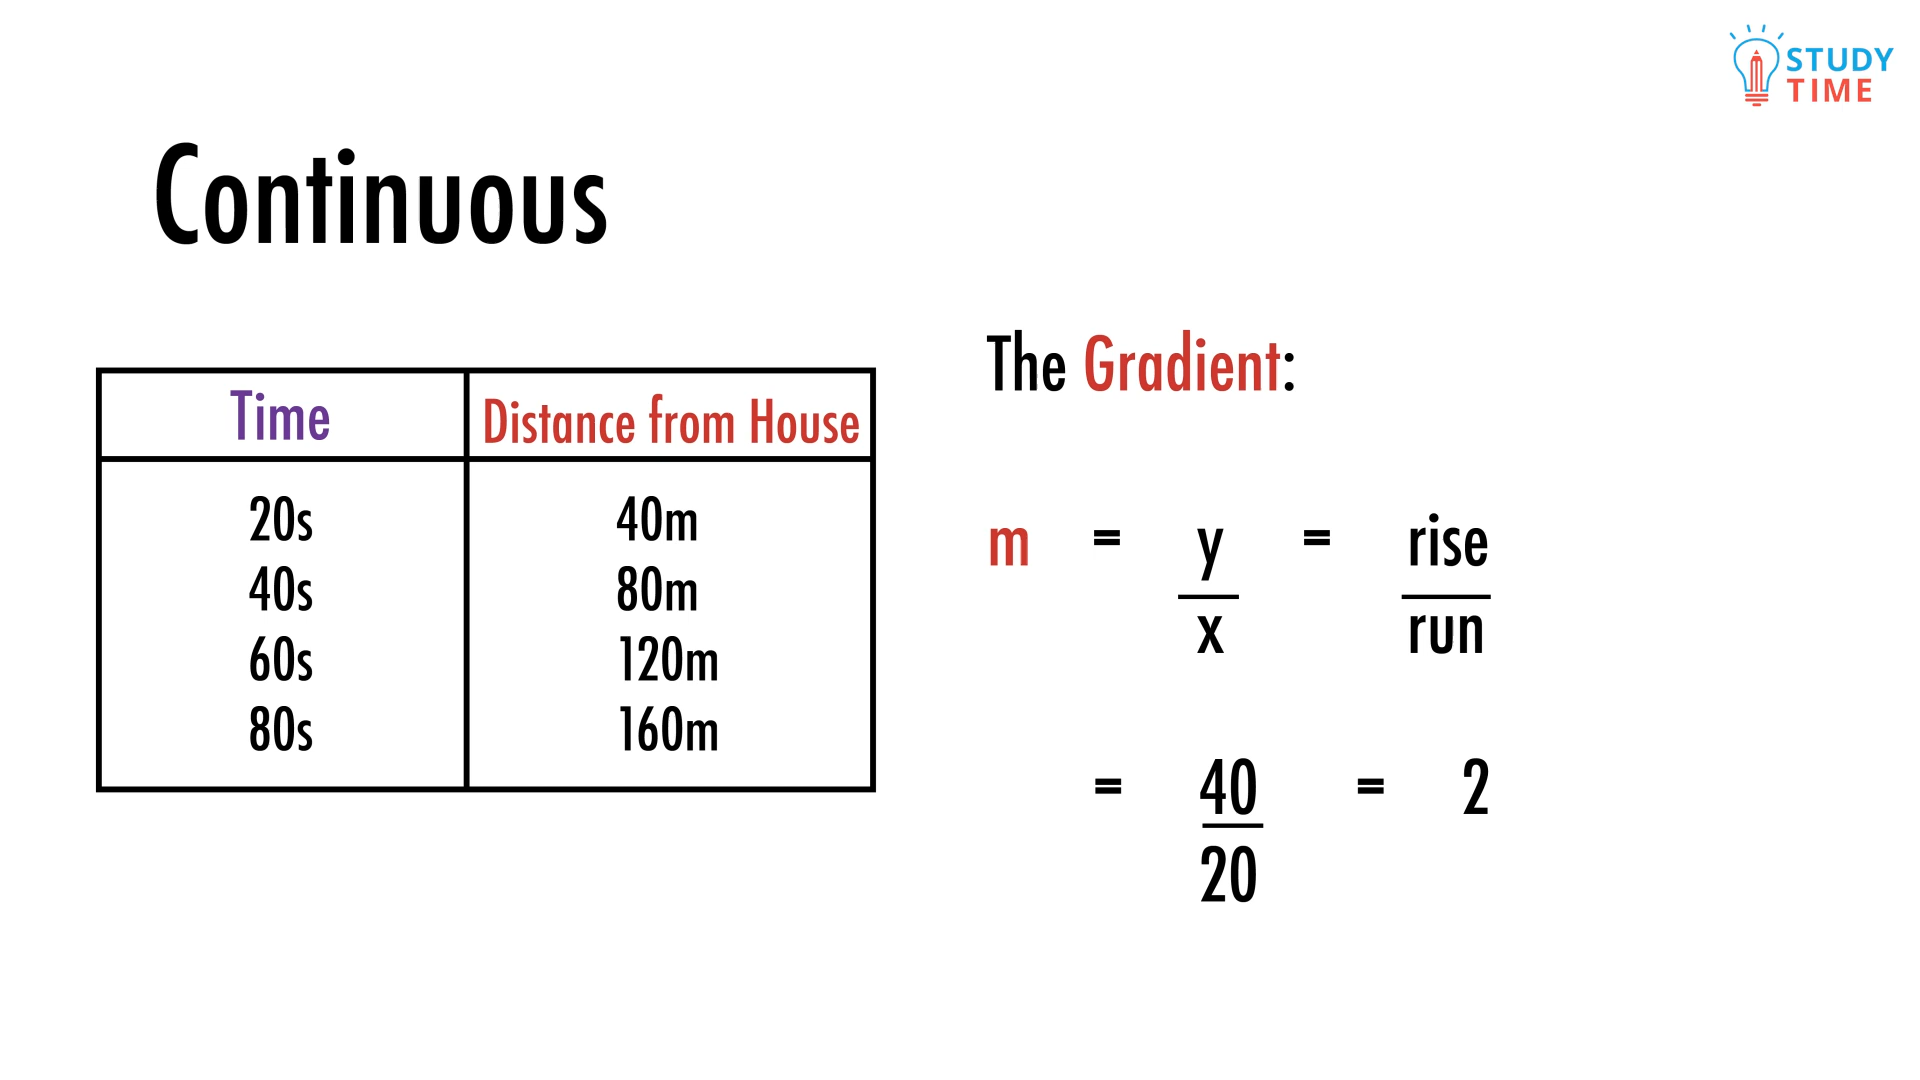 STUDY
TIME
Continuous
Time Distance from House
20s 40m
40s 80m
60s 120m
80s 160m
The Gradient:
m = y = rise
x run
= 40 = 2
20